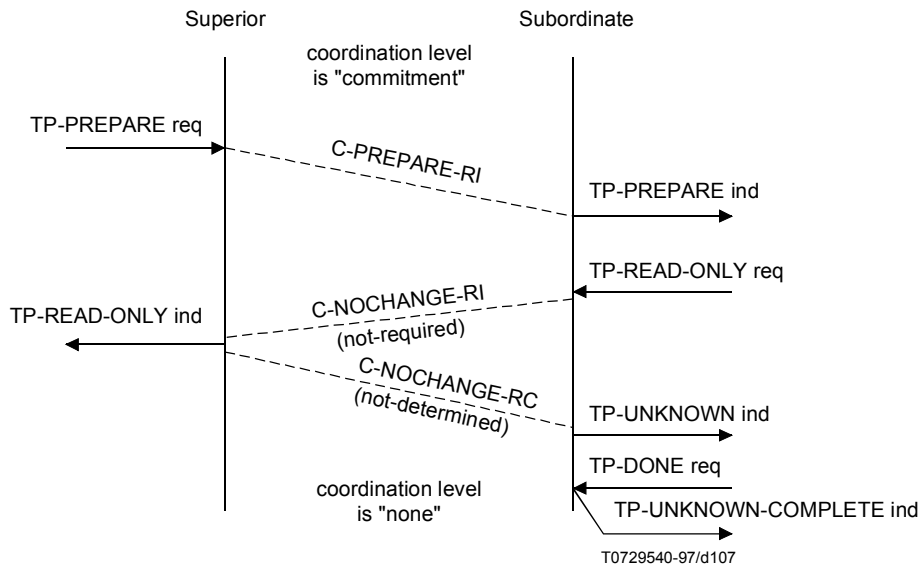 Superior
Subordinate
coordination level
is "commitment"
TP-PREPARE req
C-PREPARE-RI
TP-PREPARE ind
TP-READ-ONLY req
C-NOCHANGE-RI
TP-READ-ONLY ind
(not-required)
C-NOCHANGE-RC
(not-determined)
TP-UNKNOWN ind
TP-DONE req
coordination level
is "none"
TP-UNKNOWN-COMPLETE ind
T0729540-97/d107